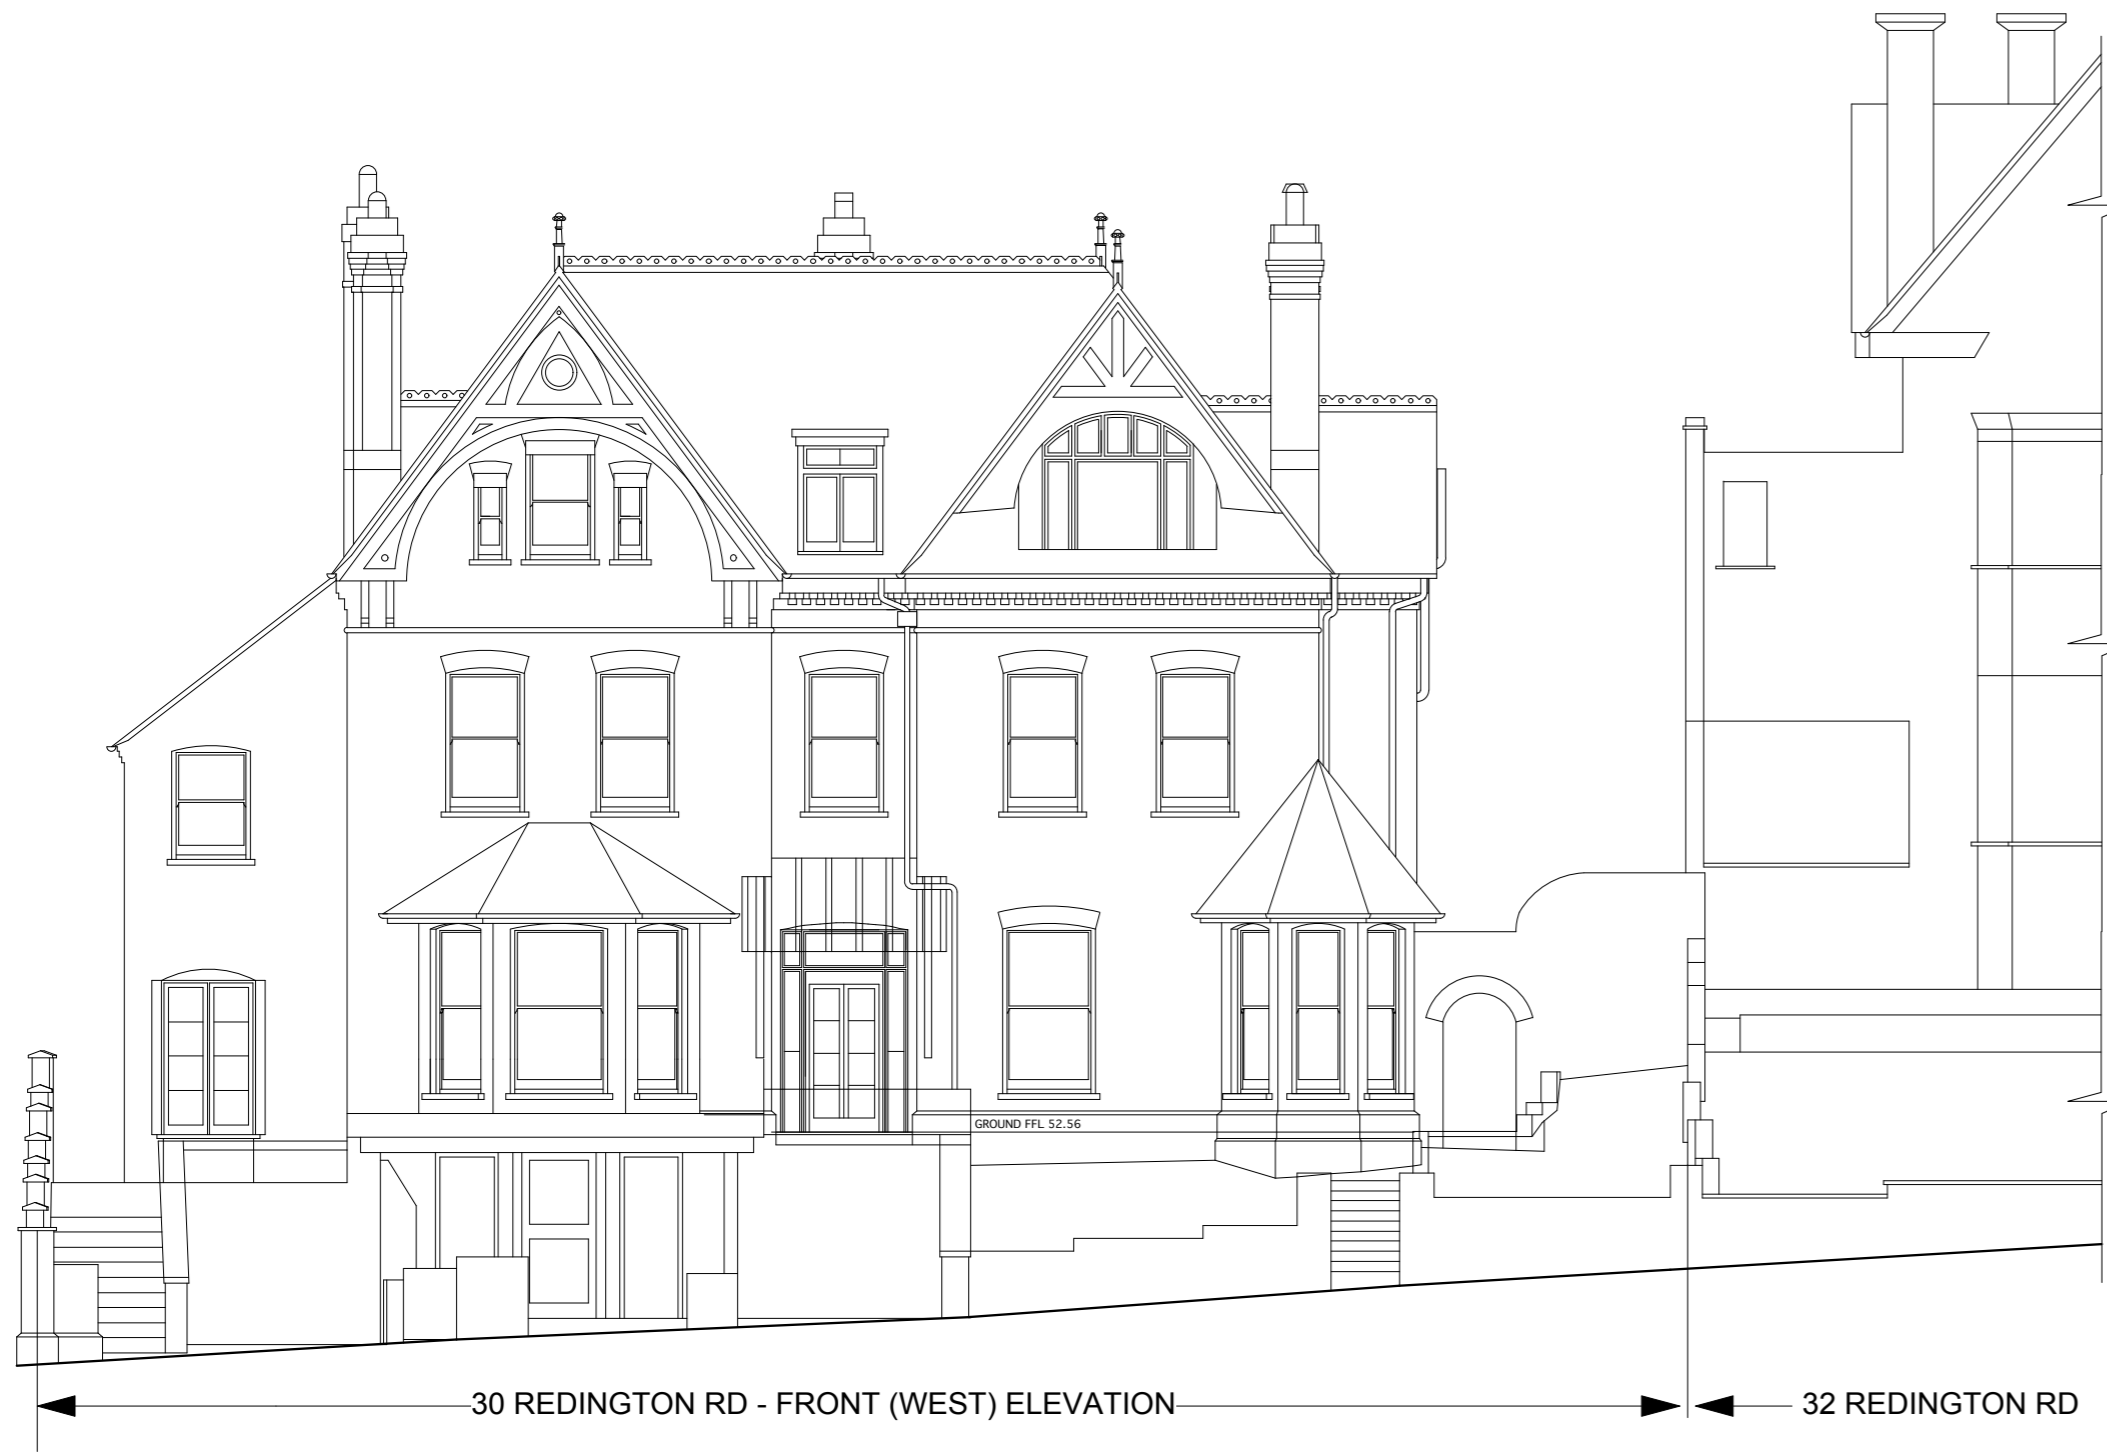 GROUND FFL 52.56
30 REDINGTON RD - FRONT (WEST) ELEVATION
32 REDINGTON RD